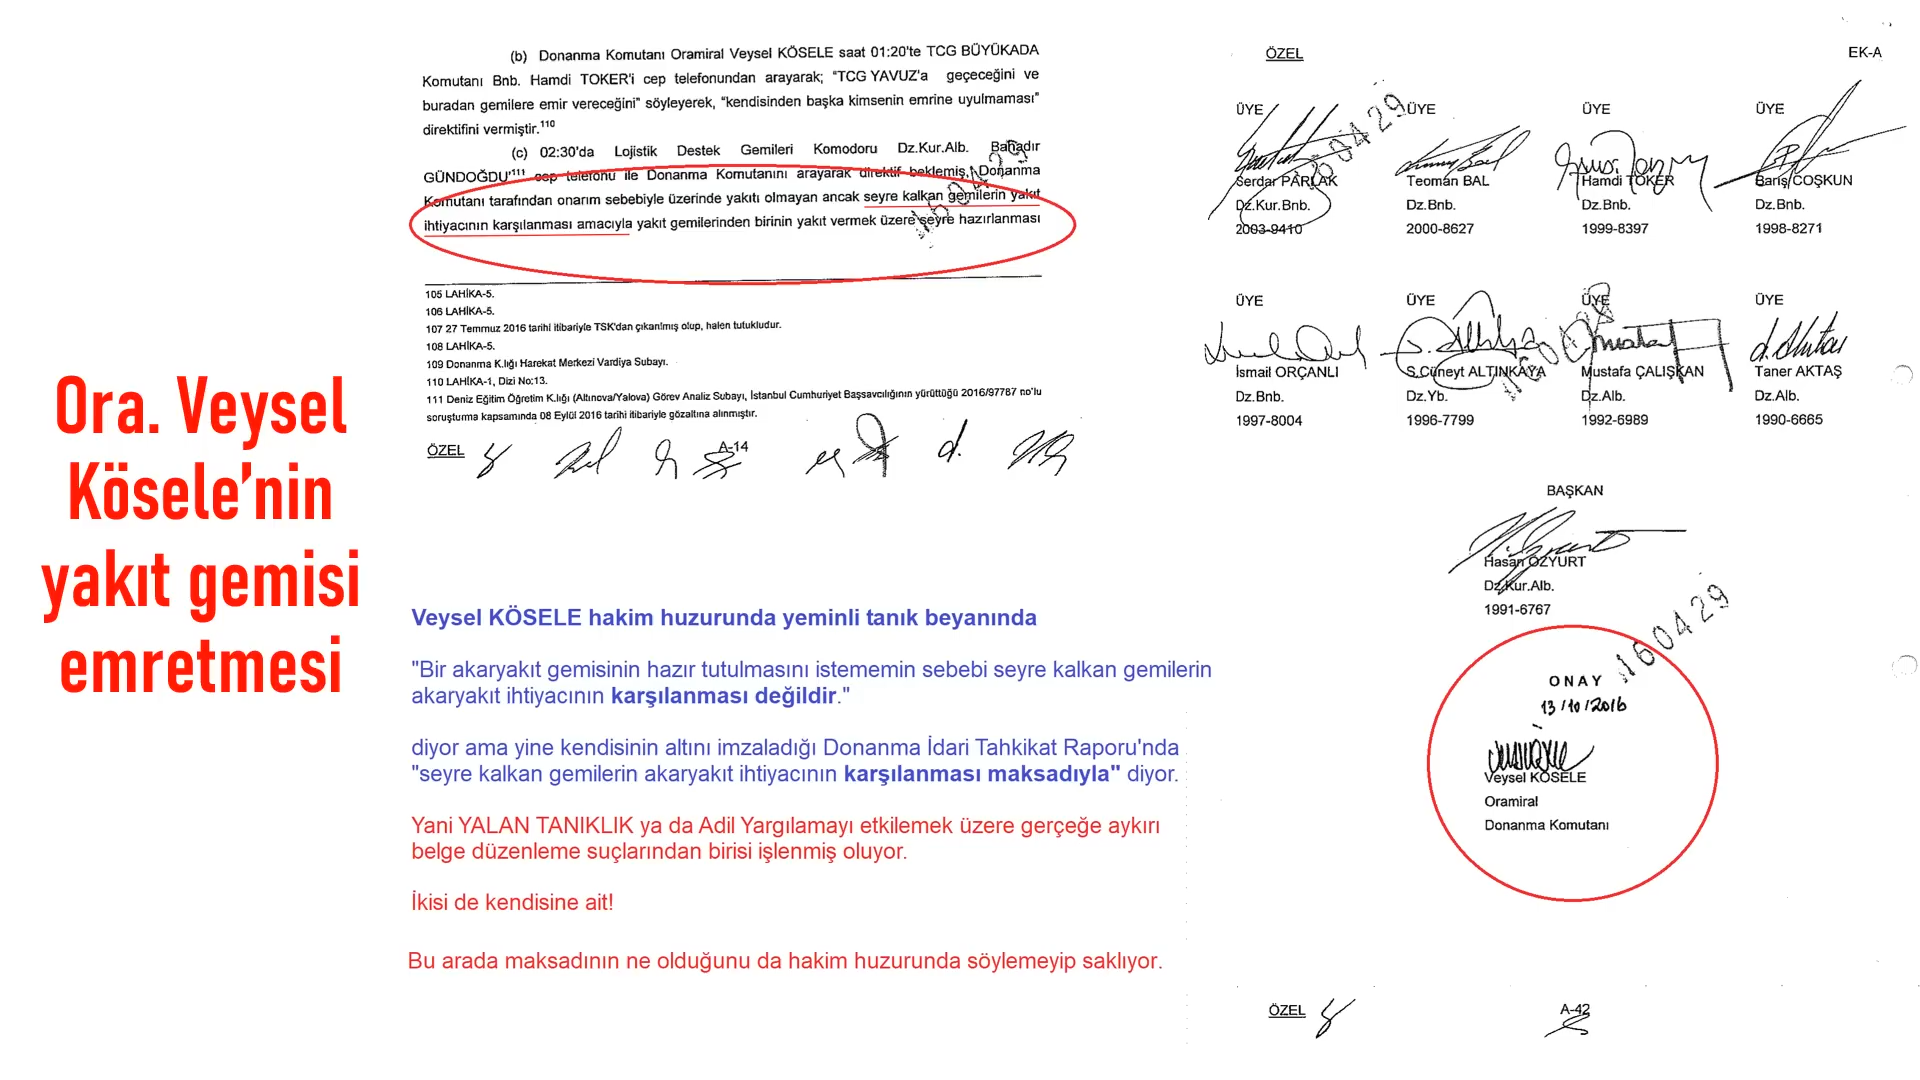 Ora. Veysel
Kösele’nin
yakıt gemisi
emretmesi
(b) Donanma Komutanı Oramiral Veysel KÖSELE saat 01:20'te TCG BÜYÜKADA
Komutanı Bnb. Hamdi TOKER'i cep telefonundan arayarak; “TCG YAVUZ'a geçeceğini ve
buradan gemilere emir vereceğini” söyleyerek, “kendisinden başka kimsenin emrine uyulmaması”
direktifini vermiştir.110
(c) 02:30'da Lojistik Destek Gemileri Komodoru Dz.Kur.Alb. Bahadır
GÜNDOĞDU'111 cep telefonu ile Donanma Komutanını arayarak direktif beklemiş, Donanma
Komutanı tarafından onarım sebebiyle üzerinde yakıtı olmayan ancak seyre kalkan gemilerin yakıt
ihtiyacının karşılanması amacıyla yakıt gemilerinden birinin yakıt vermek üzere seyre hazırlanması
160429
105 LAHİKA-5.
106 LAHİKA-5.
107 27 Temmuz 2016 tarihi itibariyle TSK'dan çıkarılmış olup, halen tutukludur.
108 LAHİKA-5.
109 Donanma K.lığı Harekat Merkezi Vardiya Subayı.
110 LAHİKA-1, Dizi No:13.
111 Deniz Eğitim Öğretim K.lığı (Altınova/Yalova) Görev Analiz Subayı, İstanbul Cumhuriyet Başsavcılığının yürüttüğü 2016/97787 no'lu
soruşturma kapsamında 08 Eylül 2016 tarihi itibariyle gözaltına alınmıştır.
ÖZEL A-14
Veysel KÖSELE hakim huzurunda yeminli tanık beyanında
"Bir akaryakıt gemisinin hazır tutulmasını istememin sebebi seyre kalkan gemilerin
akaryakıt ihtiyacının karşılanması değildir."
diyor ama yine kendisinin altını imzaladığı Donanma İdari Tahkikat Raporu'nda
"seyre kalkan gemilerin akaryakıt ihtiyacının karşılanması maksadıyla" diyor.
Yani YALAN TANIKLIK ya da Adil Yargılamayı etkilemek üzere gerçeğe aykırı
belge düzenleme suçlarından birisi işlenmiş oluyor.
İkisi de kendisine ait!
Bu arada maksadının ne olduğunu da hakim huzurunda söylemeyip saklıyor.
ÖZEL EK-A
ÜYE ÜYE ÜYE ÜYE
160429
Serdar PARLAK Teoman BAL Hamdi TOKER Barış COŞKUN
Dz.Kur.Bnb. Dz.Bnb. Dz.Bnb. Dz.Bnb.
2003-9410 2000-8627 1999-8397 1998-8271
ÜYE ÜYE ÜYE ÜYE
İsmail ORÇANLI S.Cüneyt ALTINKAYA Mustafa ÇALIŞKAN Taner AKTAŞ
Dz.Bnb. Dz.Yb. Dz.Alb. Dz.Alb.
1997-8004 1996-7799 1992-6989 1990-6665
BAŞKAN
Hasan ÖZYURT
Dz.Kur.Alb.
1991-6767
160429
ONAY
13/10/2016
Veysel KÖSELE
Oramiral
Donanma Komutanı
ÖZEL A-42